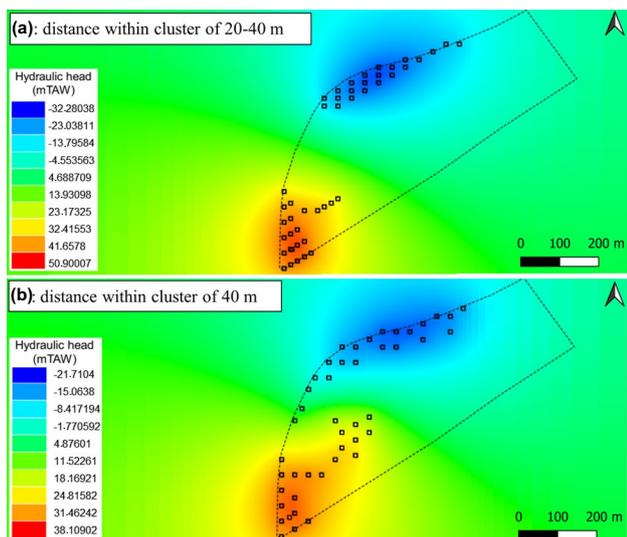 (a): distance within cluster of 20-40 m
Hydraulic head
(mTAW)
-32.28038
-23.03811
-13.79584
-4.553563
4.688709
13.93098
23.17325
32.41553
41.6578
50.90007
0 100 200 m
(b): distance within cluster of 40 m
Hydraulic head
(mTAW)
-21.7104
-15.0638
-8.417194
-1.770592
4.87601
11.52261
18.16921
24.81582
31.46242
38.10902
0 100 200 m